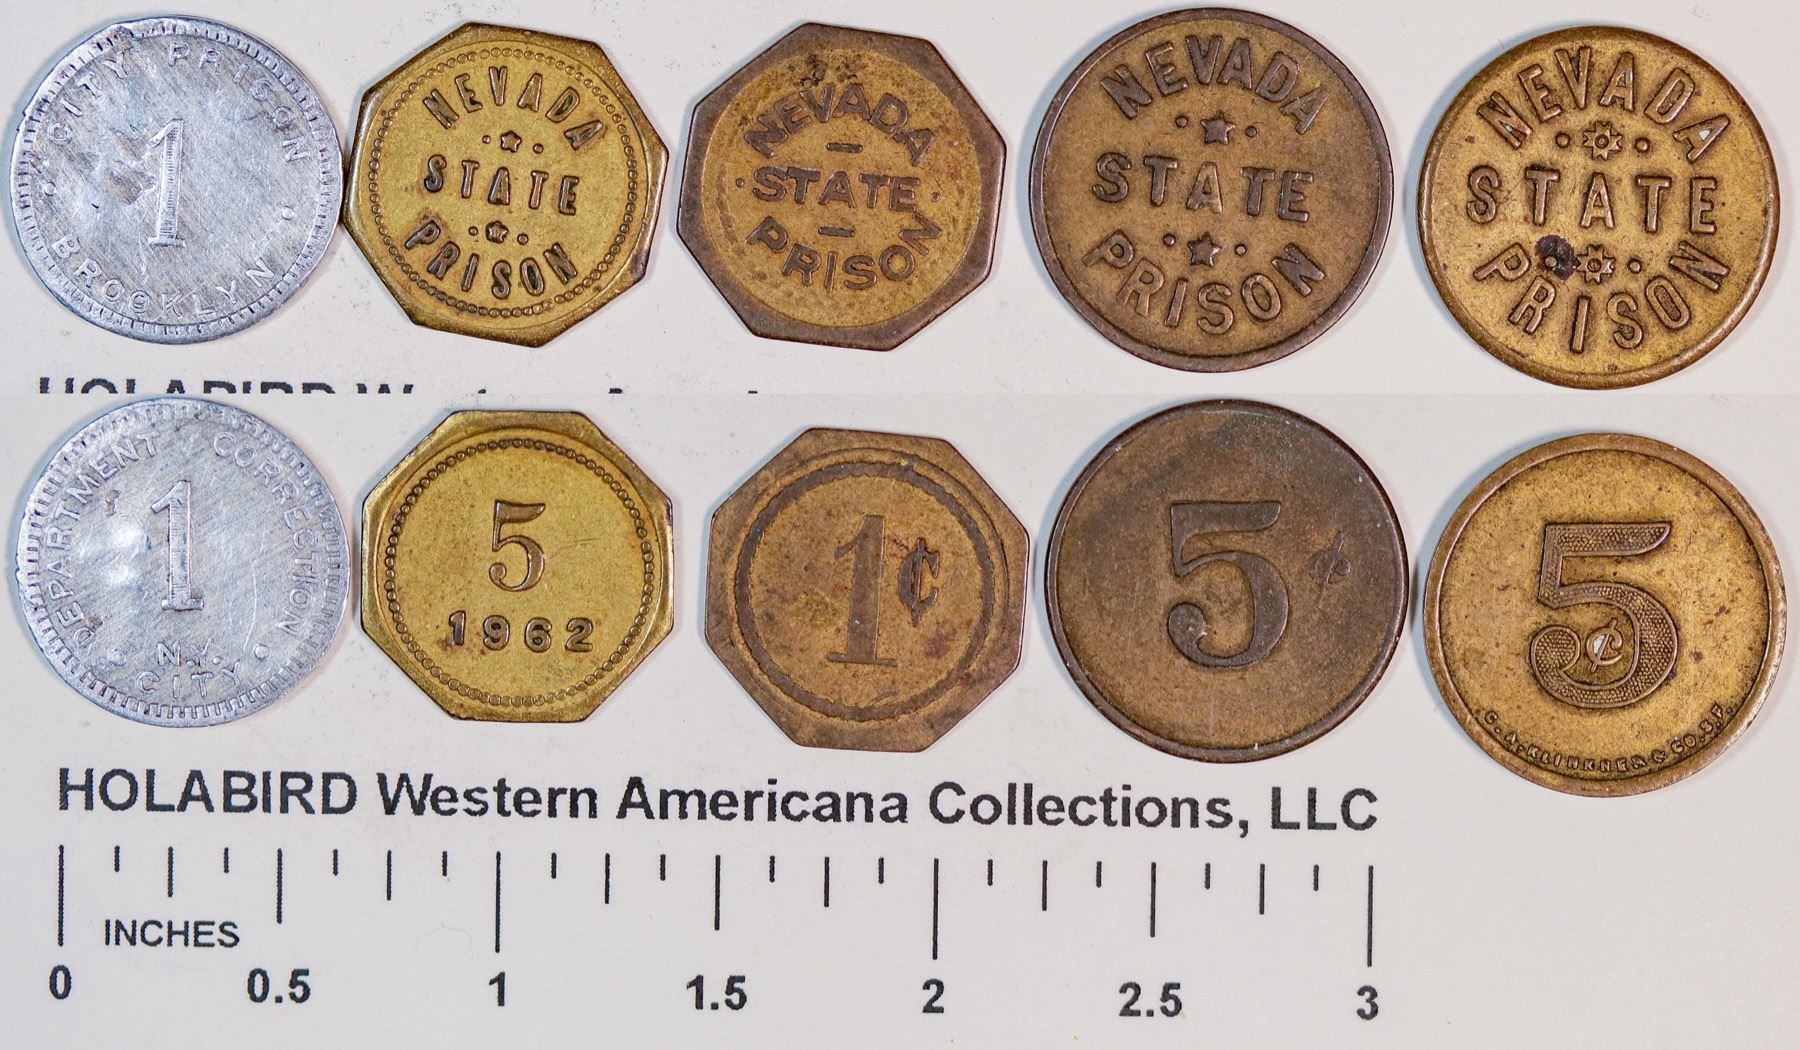 CITY PRISON
1
BROOKLYN
NEVADA
STATE
PRISON
NEVADA
STATE
PRISON
NEVADA
STATE
PRISON
NEVADA
STATE
PRISON
DEPARTMENT CORRECTION
1
N.Y.
CITY
5
1962
1¢
5¢
5
¢
C.A. KLINKNER & CO. S.F.
HOLABIRD Western Americana Collections, LLC
INCHES
0 0.5 1 1.5 2 2.5 3